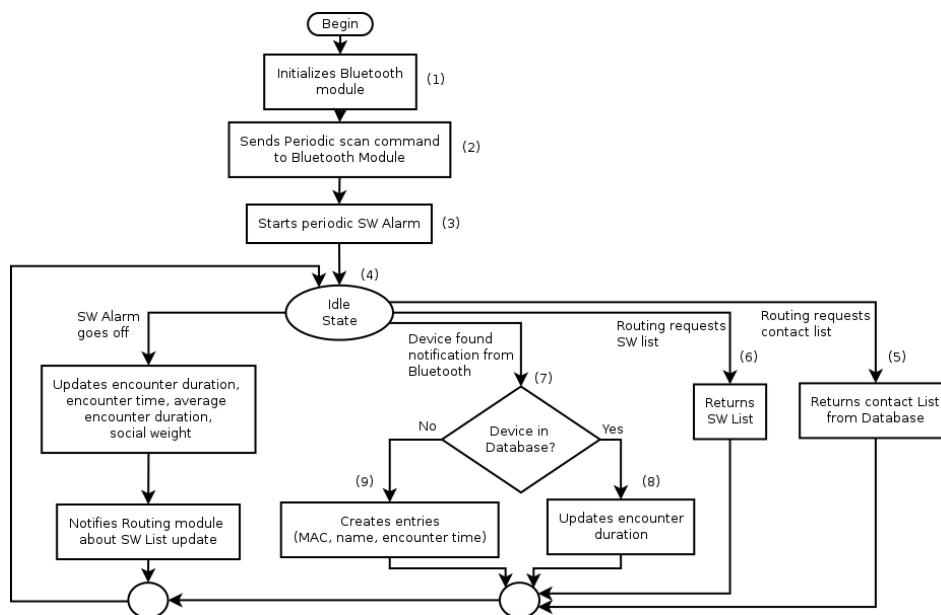 Begin
Initializes Bluetooth
module
(1)
Sends Periodic scan command
to Bluetooth Module
(2)
Starts periodic SW Alarm
(3)
(4)
Idle
State
SW Alarm
goes off
Device found
notification from
Bluetooth
Routing requests
SW list
Routing requests
contact list
(7)
(6)
(5)
Updates encounter duration,
encounter time, average
encounter duration,
social weight
Device in
Database?
No
Yes
Returns
SW List
Returns contact List
from Database
(9)
(8)
Notifies Routing module
about SW List update
Creates entries
(MAC, name, encounter time)
Updates encounter
duration